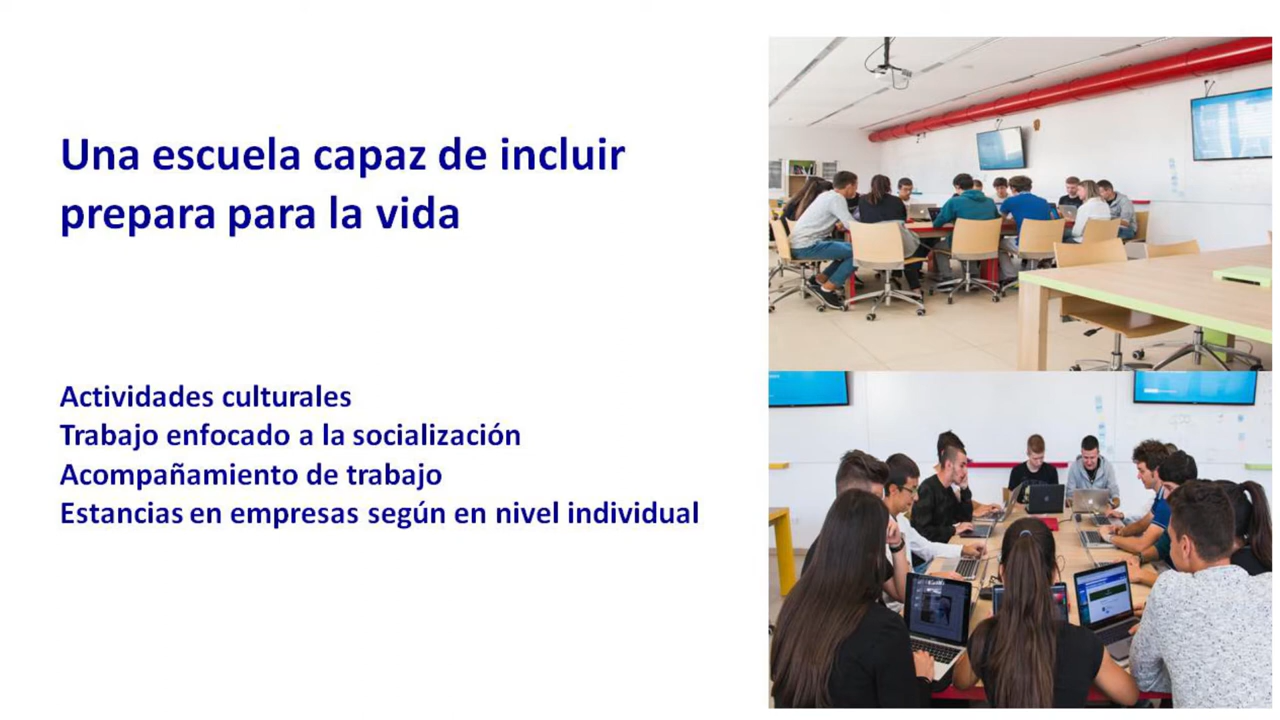 Una escuela capaz de incluir
prepara para la vida
Actividades culturales
Trabajo enfocado a la socialización
Acompañamiento de trabajo
Estancias en empresas según en nivel individual